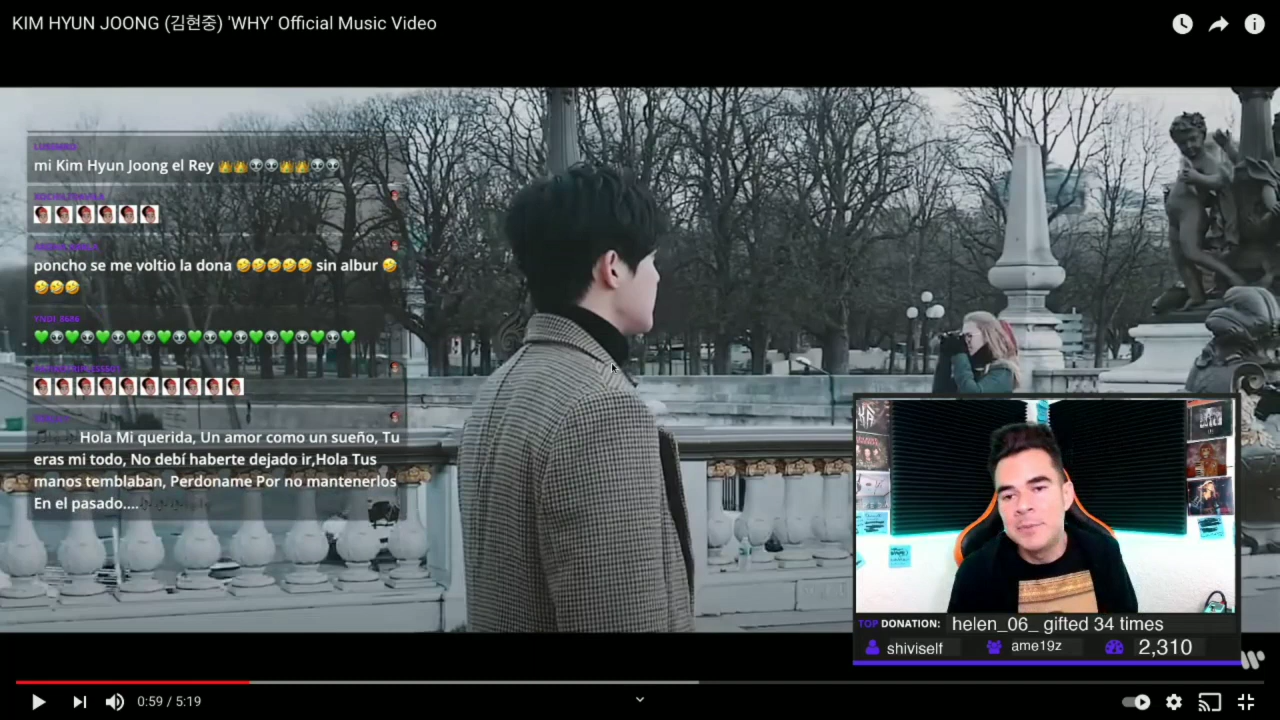 KIM HYUN JOONG (김현중) 'WHY' Official Music Video
mi Kim Hyun Joong el Rey 👑👑👽👽👑👑👽👽
poncho se me voltio la dona 🤣🤣🤣🤣🤣 sin albur 🤣
🤣🤣🤣
💚👽💚👽💚👽💚👽💚👽💚👽💚👽💚👽💚👽💚👽💚
Hola Mi querida, Un amor como un sueño, Tu
eras mi todo, No debí haberte dejado ir,Hola Tus
manos temblaban, Perdoname Por no mantenerlos
En el pasado....
TOP DONATION: helen_06_ gifted 34 times
shiviself ame19z 2,310
0:59 / 5:19